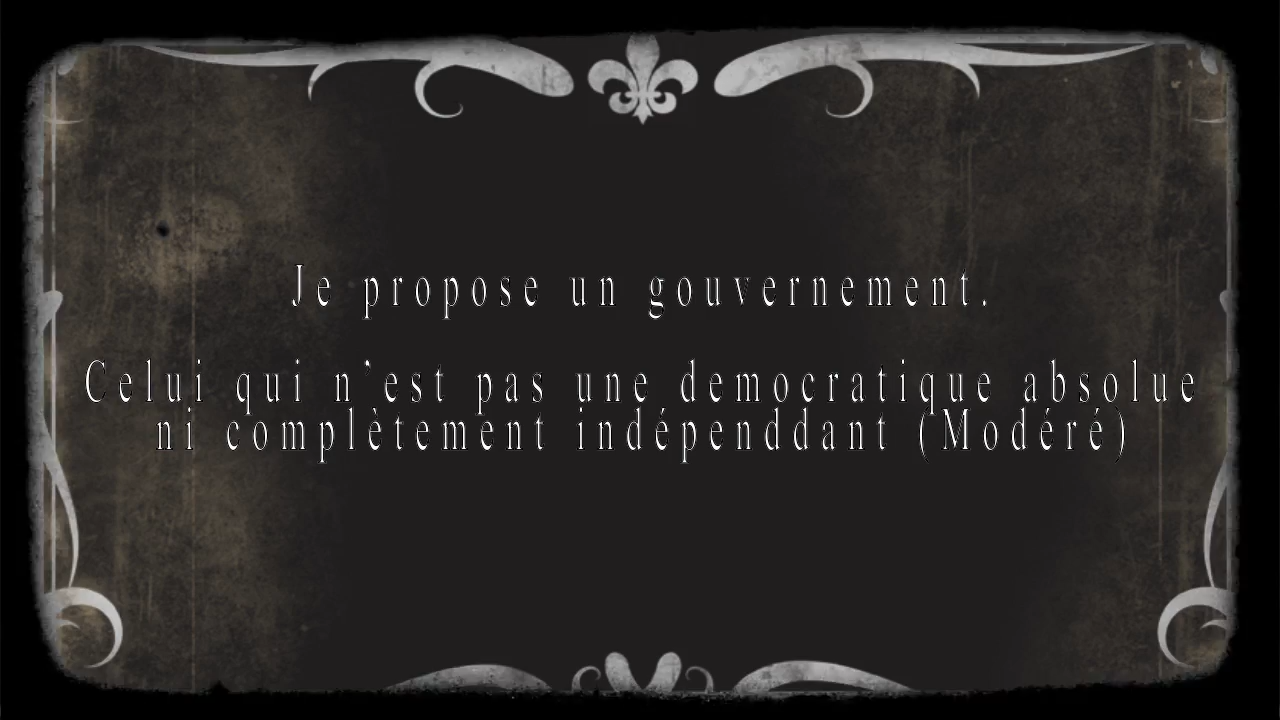 Je propose un gouvernement.
Celui qui n'est pas une democratique absolue
ni complètement indépenddant (Modéré)